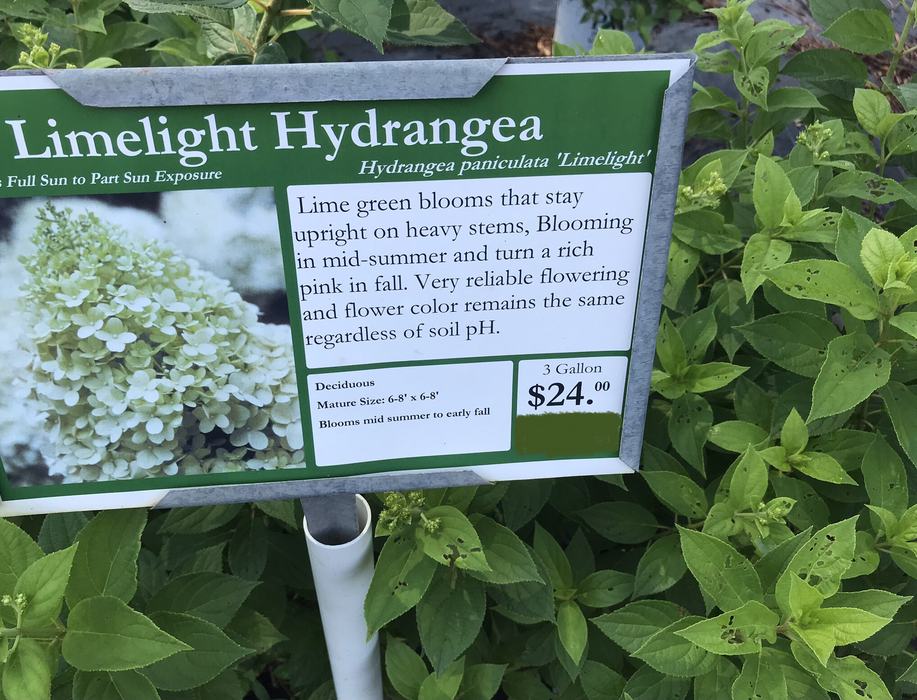 Limelight Hydrangea
Hydrangea paniculata 'Limelight'
s Full Sun to Part Sun Exposure
Lime green blooms that stay
upright on heavy stems, Blooming
in mid-summer and turn a rich
pink in fall. Very reliable flowering
and flower color remains the same
regardless of soil pH.
Deciduous
Mature Size: 6-8' x 6-8'
Blooms mid summer to early fall
3 Gallon
$24.00